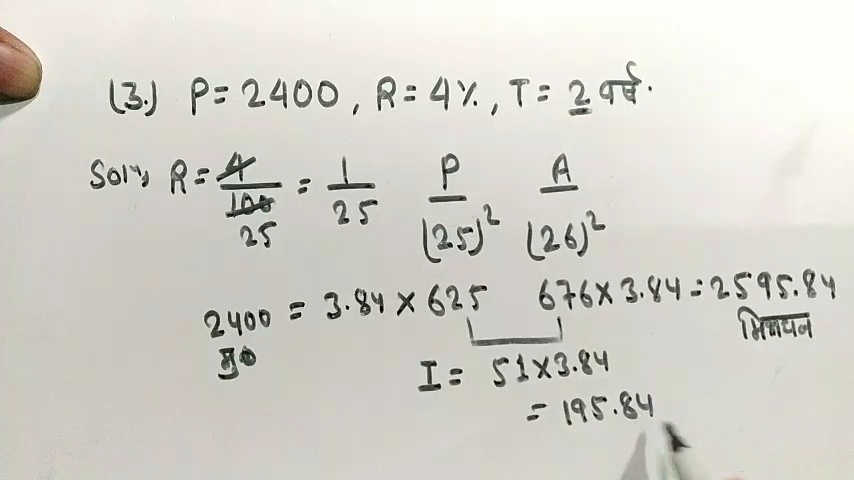 (3.) P = 2400, R = 4%, T = 2 वर्ष.
Soln, R = 4/100 = 1/25 P A
25 (25)² (26)²
2400 = 3.84 × 625 676 × 3.84 = 2595.84
मू० मिश्रधन
I = 51 × 3.84
= 195.84